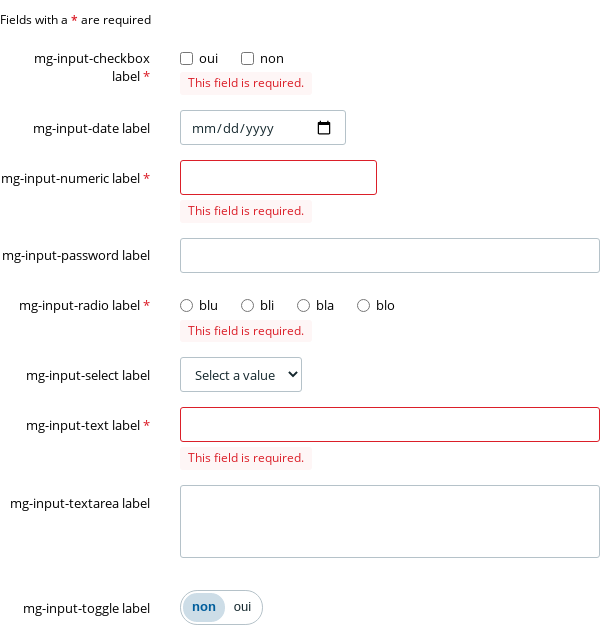 Fields with a * are required
mg-input-checkbox label *
oui non
This field is required.
mg-input-date label
mm/dd/yyyy
mg-input-numeric label *
This field is required.
mg-input-password label
mg-input-radio label *
blu bli bla blo
This field is required.
mg-input-select label
Select a value
mg-input-text label *
This field is required.
mg-input-textarea label
mg-input-toggle label
non oui